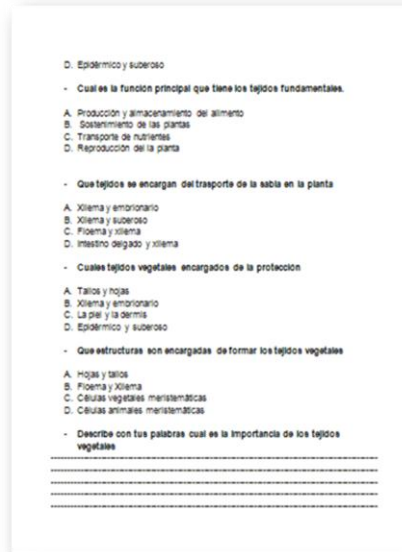 D. Epidérmico y suberoso
- Cual es la función principal que tiene los tejidos fundamentales.
A. Producción y almacenamiento del alimento
B. Sostenimiento de las plantas
C. Transporte de nutrientes
D. Reproducción del la planta
- Que tejidos se encargan del trasporte de la sabia en la planta
A. Xilema y embrionario
B. Xilema y suberoso
C. Floema y xilema
D. Intestino delgado y xilema
- Cuales tejidos vegetales encargados de la protección
A. Tallos y hojas
B. Xilema y embrionario
C. La piel y la dermis
D. Epidérmico y suberoso
- Que estructuras son encargadas de formar los tejidos vegetales
A. Hojas y tallos
B. Floema y Xilema
C. Células vegetales meristemáticas
D. Células animales meristemáticas
- Describe con tus palabras cual es la importancia de los tejidos
vegetales